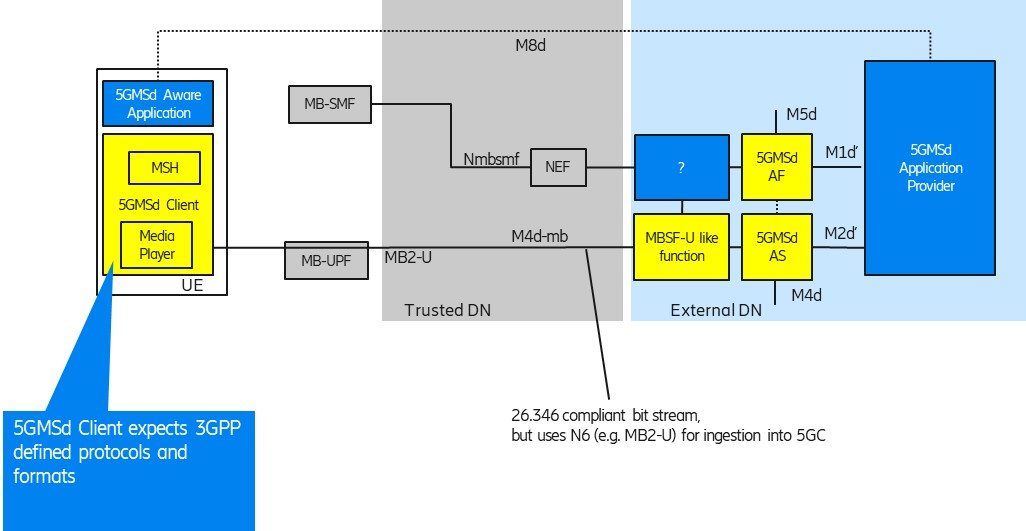 M8d
5GMSd Aware
Application
MB-SMF
M5d
MSH
Nmbsmf
NEF
?
5GMSd
AF
M1d'
5GMSd
Application
Provider
5GMSd Client
Media
Player
M4d-mb
MBSF-U like
function
5GMSd
AS
M2d'
MB-UPF
MB2-U
UE
M4d
Trusted DN
External DN
26.346 compliant bit stream,
but uses N6 (e.g. MB2-U) for ingestion into 5GC
5GMSd Client expects 3GPP
defined protocols and
formats